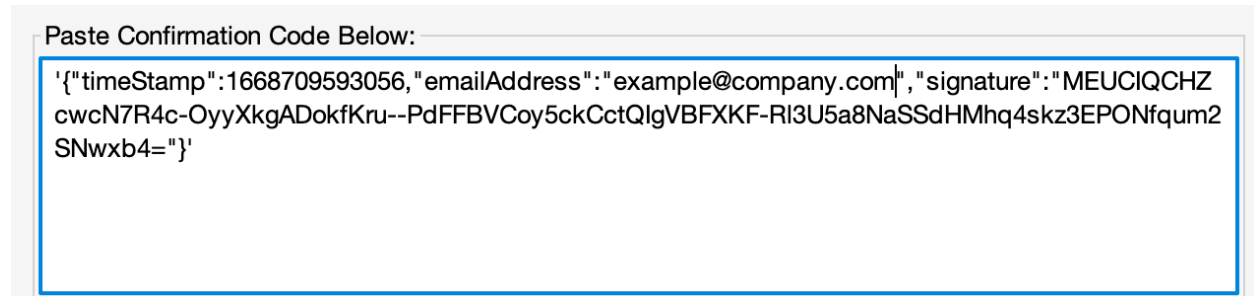 Paste Confirmation Code Below:
'{"timeStamp":1668709593056,"emailAddress":"example@company.com","signature":"MEUCIQCHZ
cwcN7R4c-OyyXkgADokfKru--PdFFBVCoy5ckCctQIgVBFXKF-Rl3U5a8NaSSdHMhq4skz3EPONfqum2
SNwxb4="}'